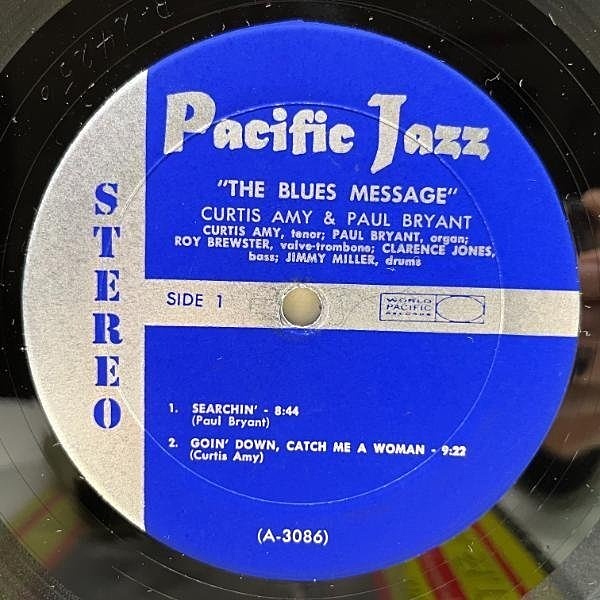 Pacific Jazz
"THE BLUES MESSAGE"
CURTIS AMY & PAUL BRYANT
CURTIS AMY, tenor; PAUL BRYANT, organ;
ROY BREWSTER, valve-trombone; CLARENCE JONES,
bass; JIMMY MILLER, drums
STEREO
SIDE 1
WORLD
PACIFIC
RECORDS
1. SEARCHIN' - 8:44
(Paul Bryant)
2. GOIN' DOWN, CATCH ME A WOMAN - 9:22
(Curtis Amy)
(A-3086)